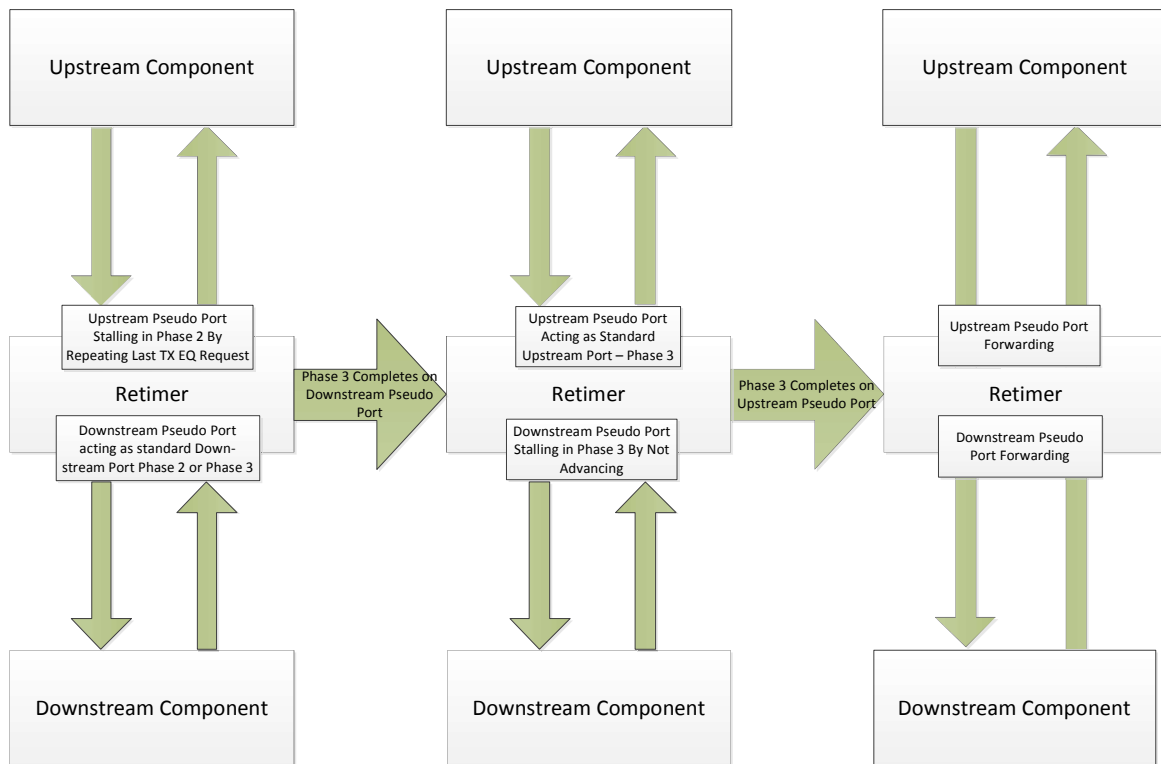 Upstream Component
Upstream Component
Upstream Component
Upstream Pseudo Port
Stalling in Phase 2 By
Repeating Last TX EQ Request
Retimer
Downstream Pseudo Port
acting as standard Down-
stream Port Phase 2 or Phase 3
Phase 3 Completes on
Downstream Pseudo
Port
Upstream Pseudo Port
Acting as Standard
Upstream Port – Phase 3
Retimer
Downstream Pseudo Port
Stalling in Phase 3 By Not
Advancing
Phase 3 Completes on
Upstream Pseudo Port
Upstream Pseudo Port
Forwarding
Retimer
Downstream Pseudo
Port Forwarding
Downstream Component
Downstream Component
Downstream Component